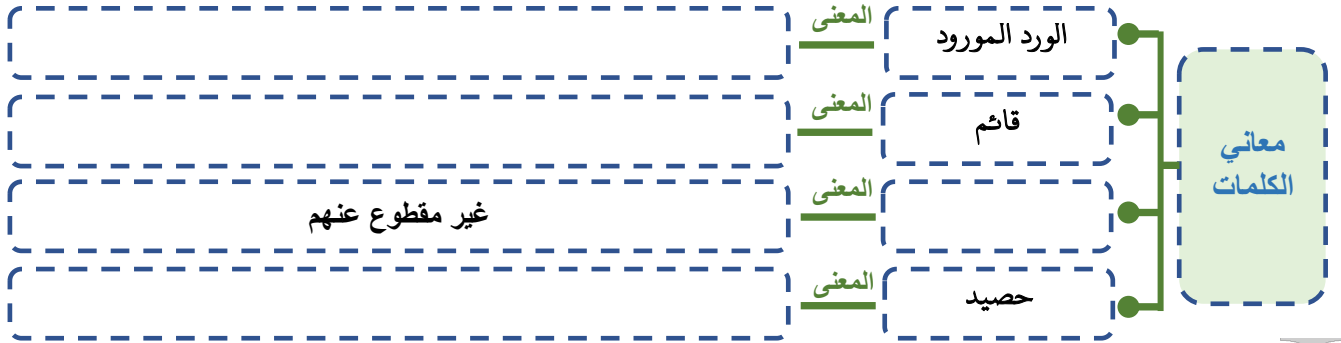 معاني
الكلمات
الورد المورود
المعنى
قائم
المعنى
المعنى
غير مقطوع عنهم
حصيد
المعنى